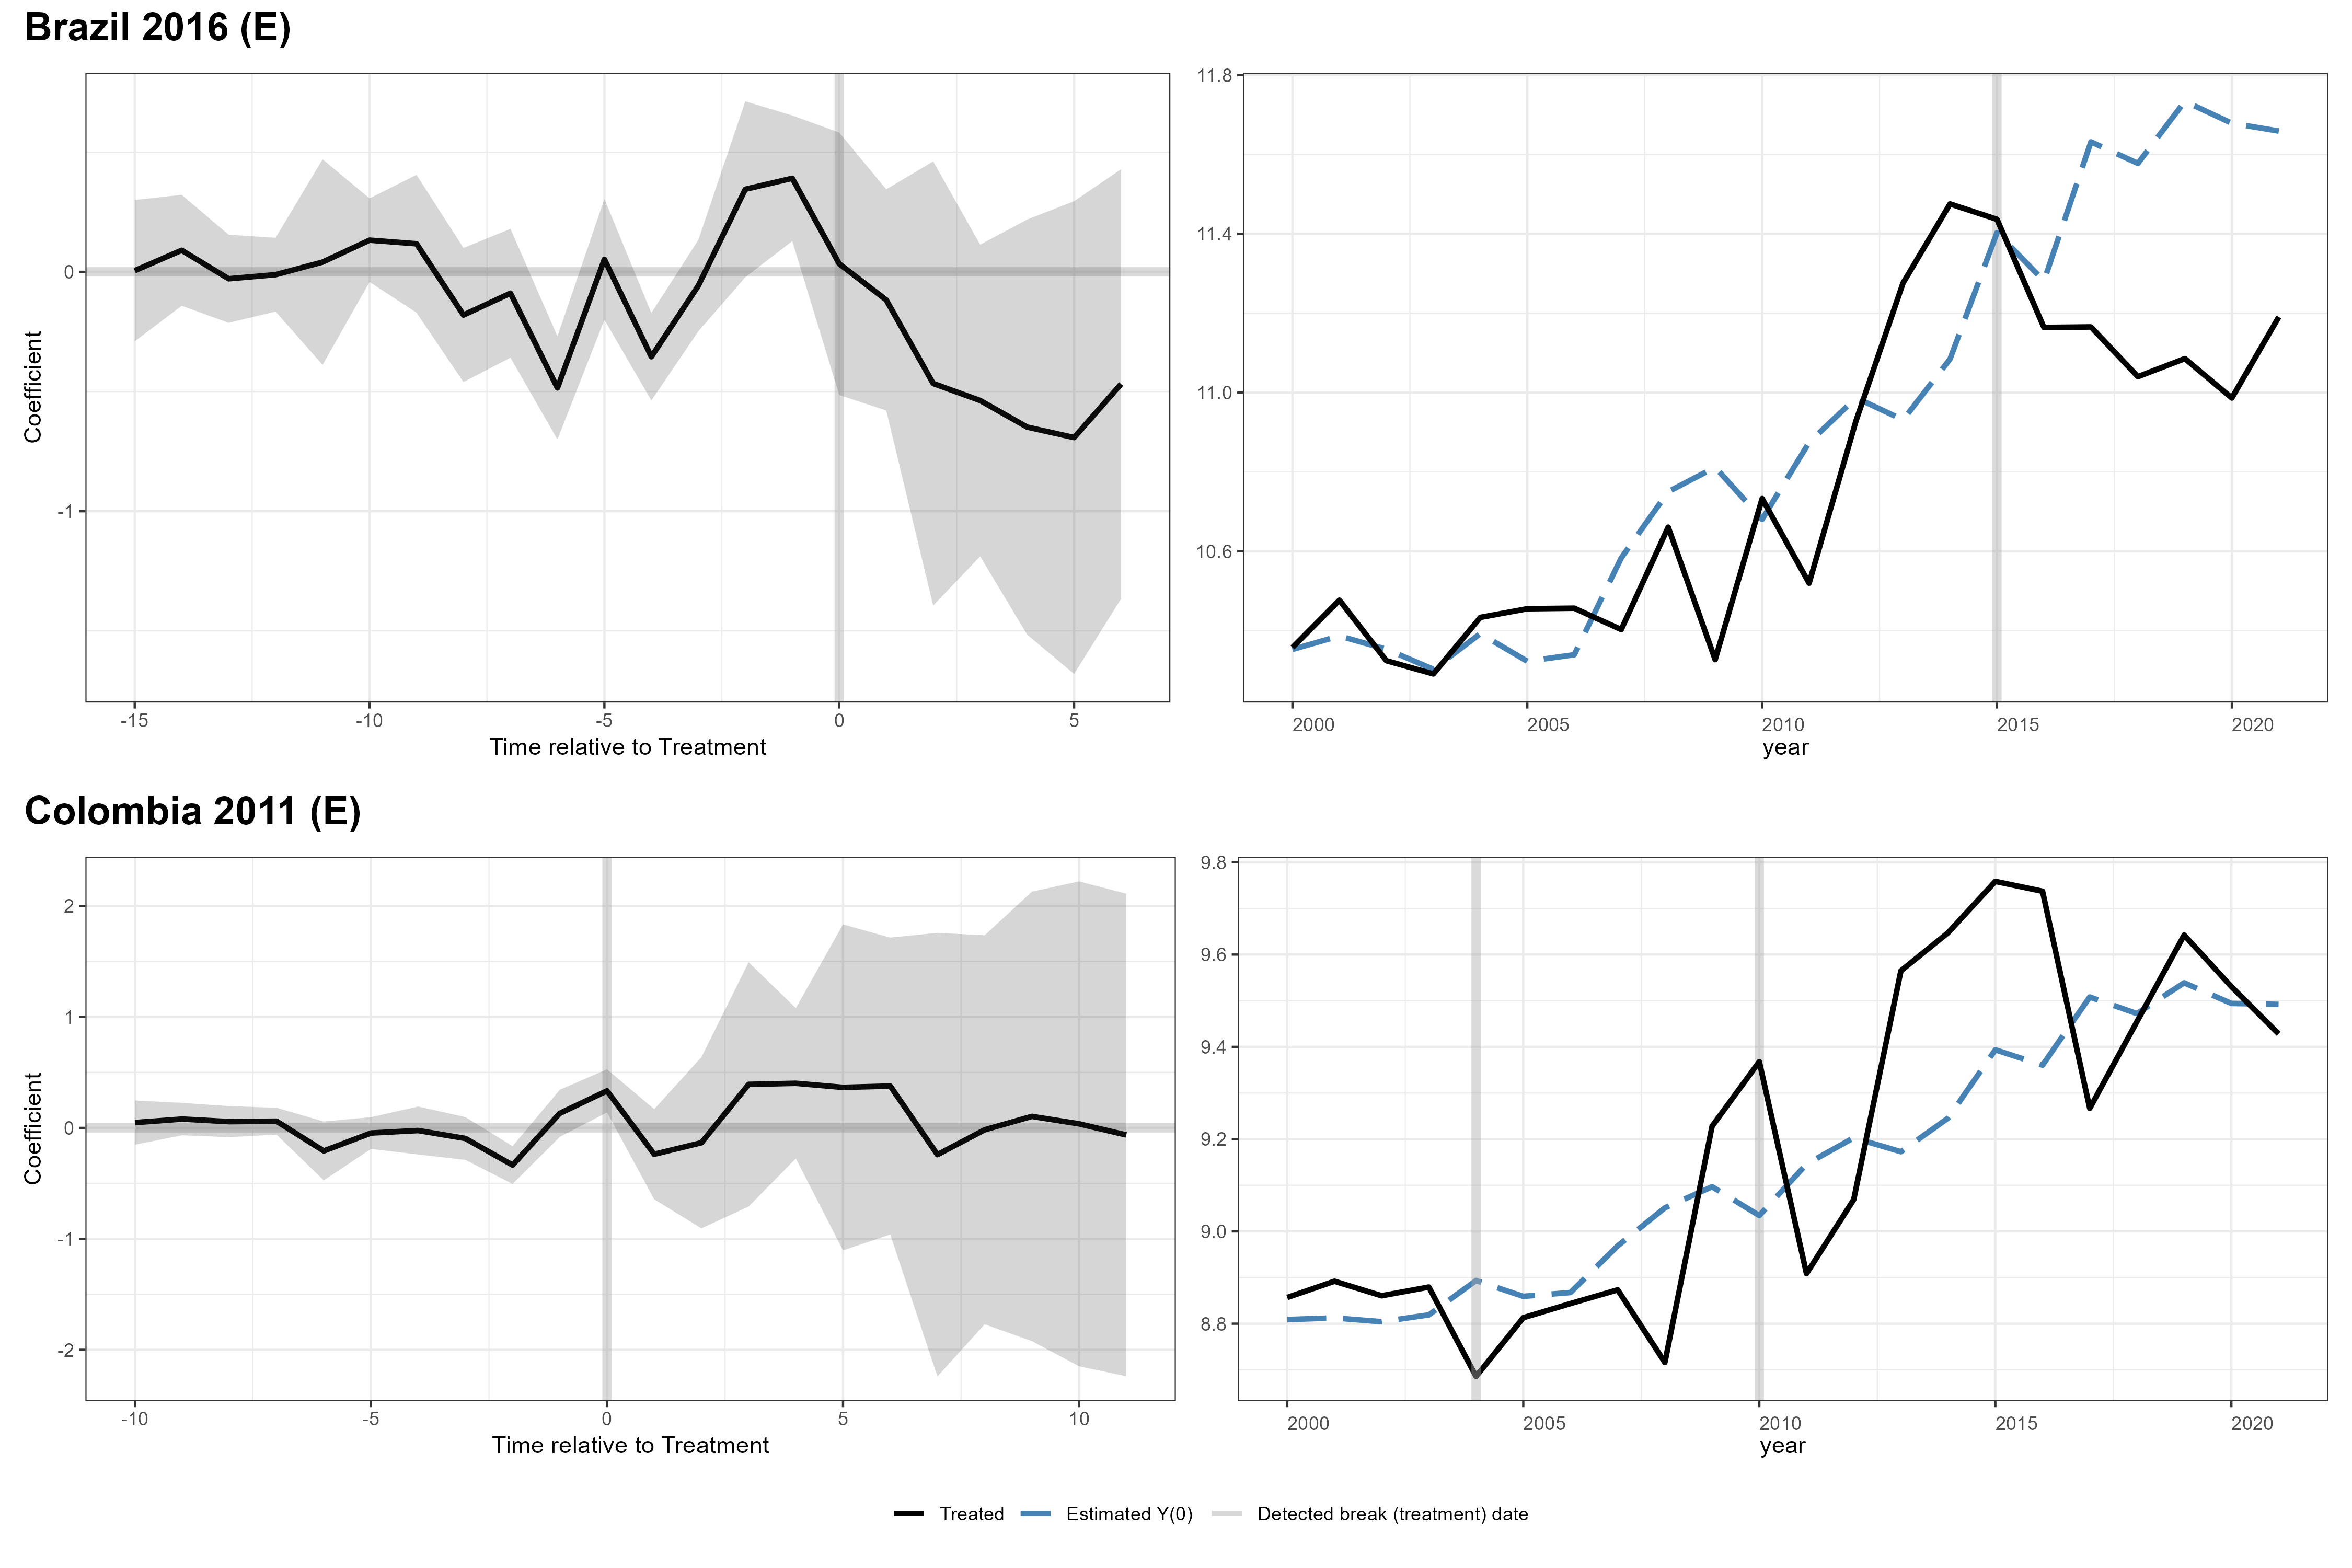 Brazil 2016 (E)
Coefficient
0
-1
-15 -10 -5 0 5
Time relative to Treatment
11.8
11.4
11.0
10.6
2000 2005 2010 2015 2020
year
Colombia 2011 (E)
Coefficient
2
1
0
-1
-2
-10 -5 0 5 10
Time relative to Treatment
9.8
9.6
9.4
9.2
9.0
8.8
2000 2005 2010 2015 2020
year
Treated Estimated Y(0) Detected break (treatment) date